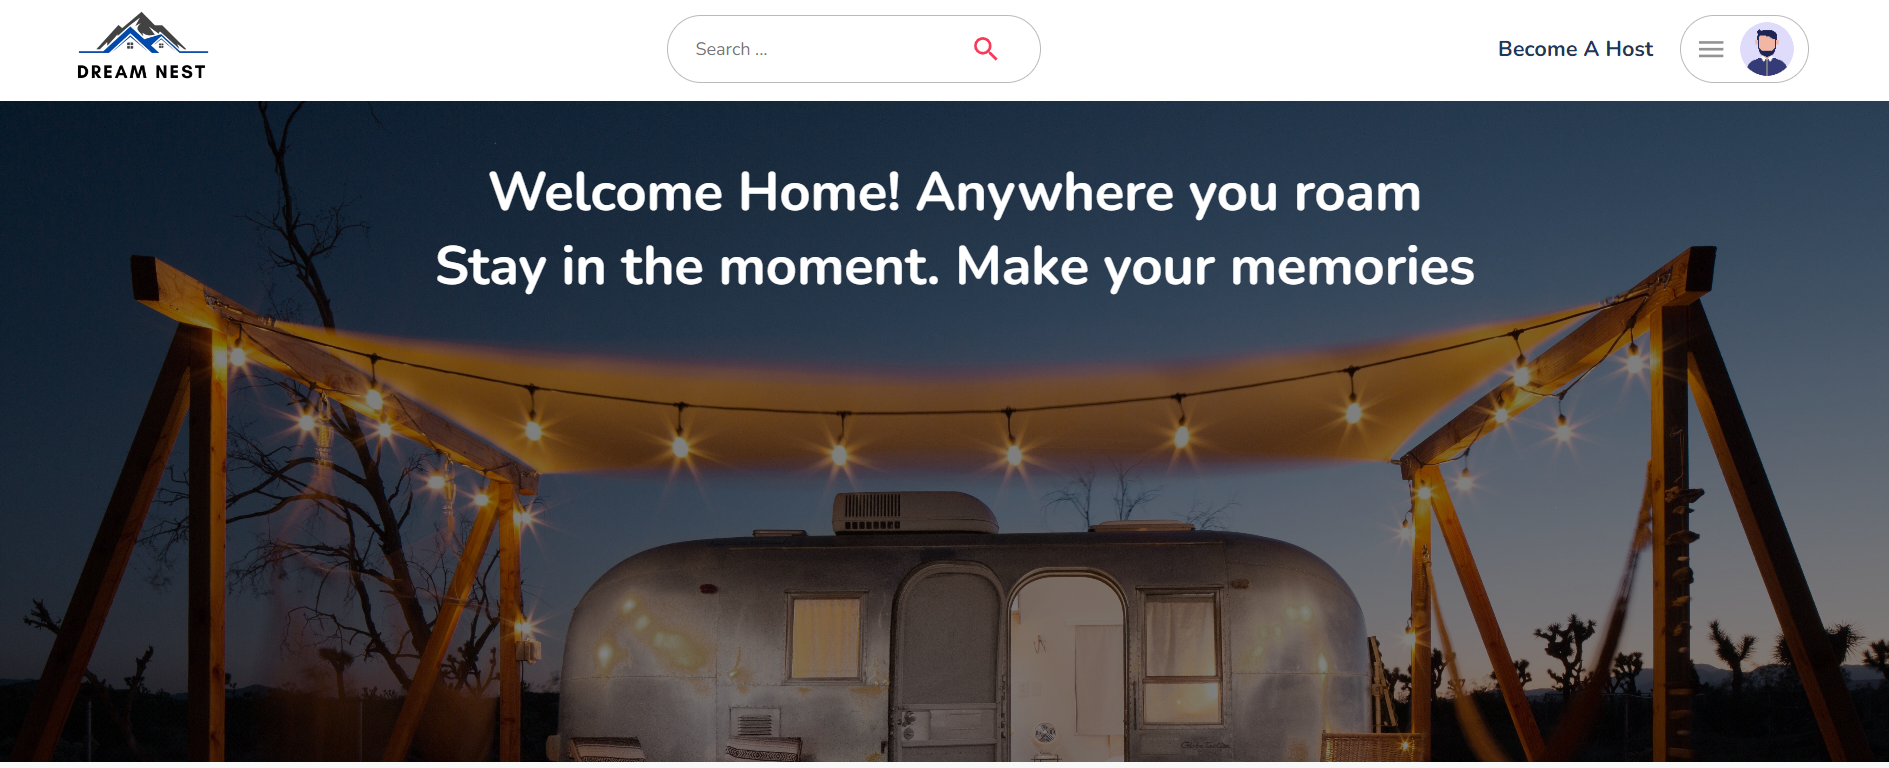 DREAM NEST
Search ...
Become A Host
Welcome Home! Anywhere you roam
Stay in the moment. Make your memories